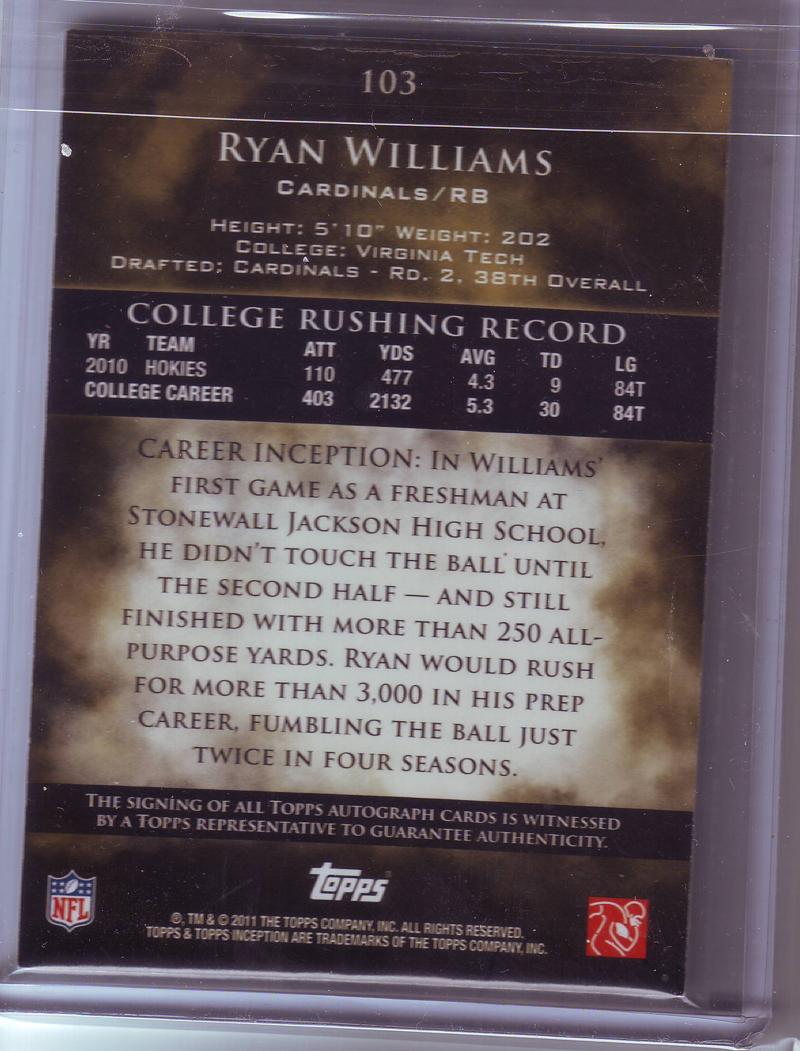 103
RYAN WILLIAMS
CARDINALS/RB
HEIGHT: 5'10" WEIGHT: 202
COLLEGE: VIRGINIA TECH
DRAFTED: CARDINALS - RD. 2, 38TH OVERALL
COLLEGE RUSHING RECORD
YR TEAM ATT YDS AVG TD LG
2010 HOKIES 110 477 4.3 9 84T
COLLEGE CAREER 403 2132 5.3 30 84T
CAREER INCEPTION: IN WILLIAMS'
FIRST GAME AS A FRESHMAN AT
STONEWALL JACKSON HIGH SCHOOL,
HE DIDN'T TOUCH THE BALL UNTIL
THE SECOND HALF — AND STILL
FINISHED WITH MORE THAN 250 ALL-
PURPOSE YARDS. RYAN WOULD RUSH
FOR MORE THAN 3,000 IN HIS PREP
CAREER, FUMBLING THE BALL JUST
TWICE IN FOUR SEASONS.
THE SIGNING OF ALL TOPPS AUTOGRAPH CARDS IS WITNESSED
BY A TOPPS REPRESENTATIVE TO GUARANTEE AUTHENTICITY.
topps
NFL
®, TM & © 2011 THE TOPPS COMPANY, INC. ALL RIGHTS RESERVED.
TOPPS & TOPPS INCEPTION ARE TRADEMARKS OF THE TOPPS COMPANY, INC.